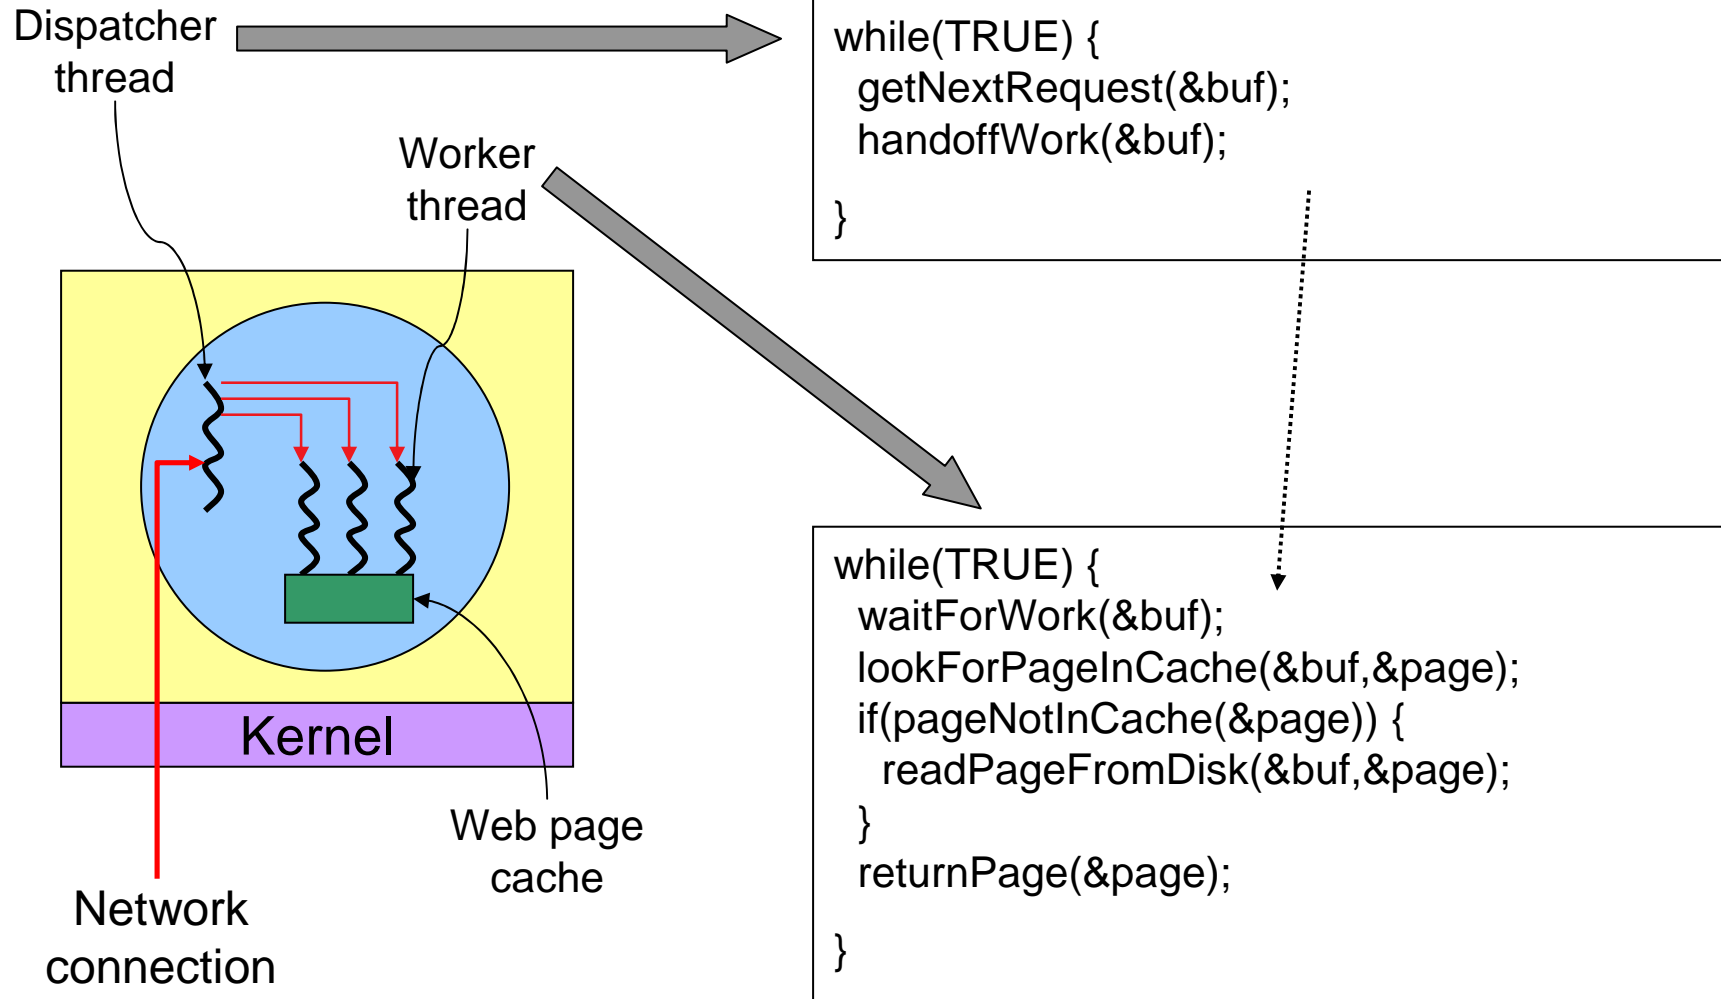 Dispatcher
thread
while(TRUE) {
getNextRequest(&buf);
handoffWork(&buf);
}
Worker
thread
Kernel
Web page
cache
Network
connection
while(TRUE) {
waitForWork(&buf);
lookForPageInCache(&buf,&page);
if(pageNotInCache(&page)) {
readPageFromDisk(&buf,&page);
}
returnPage(&page);
}